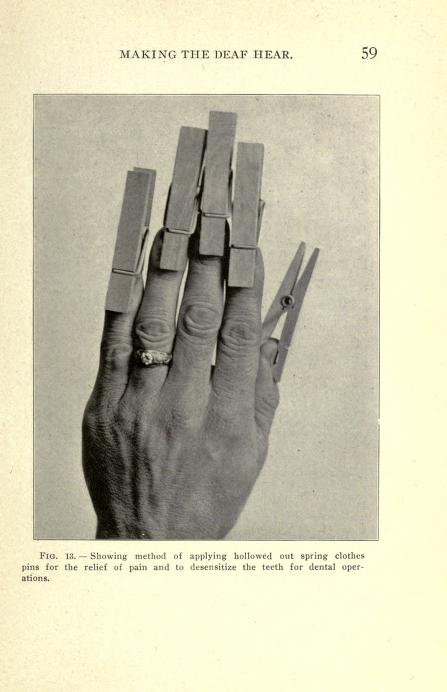 MAKING THE DEAF HEAR. 59
FIG. 13. — Showing method of applying hollowed out spring clothes
pins for the relief of pain and to desensitize the teeth for dental oper-
ations.